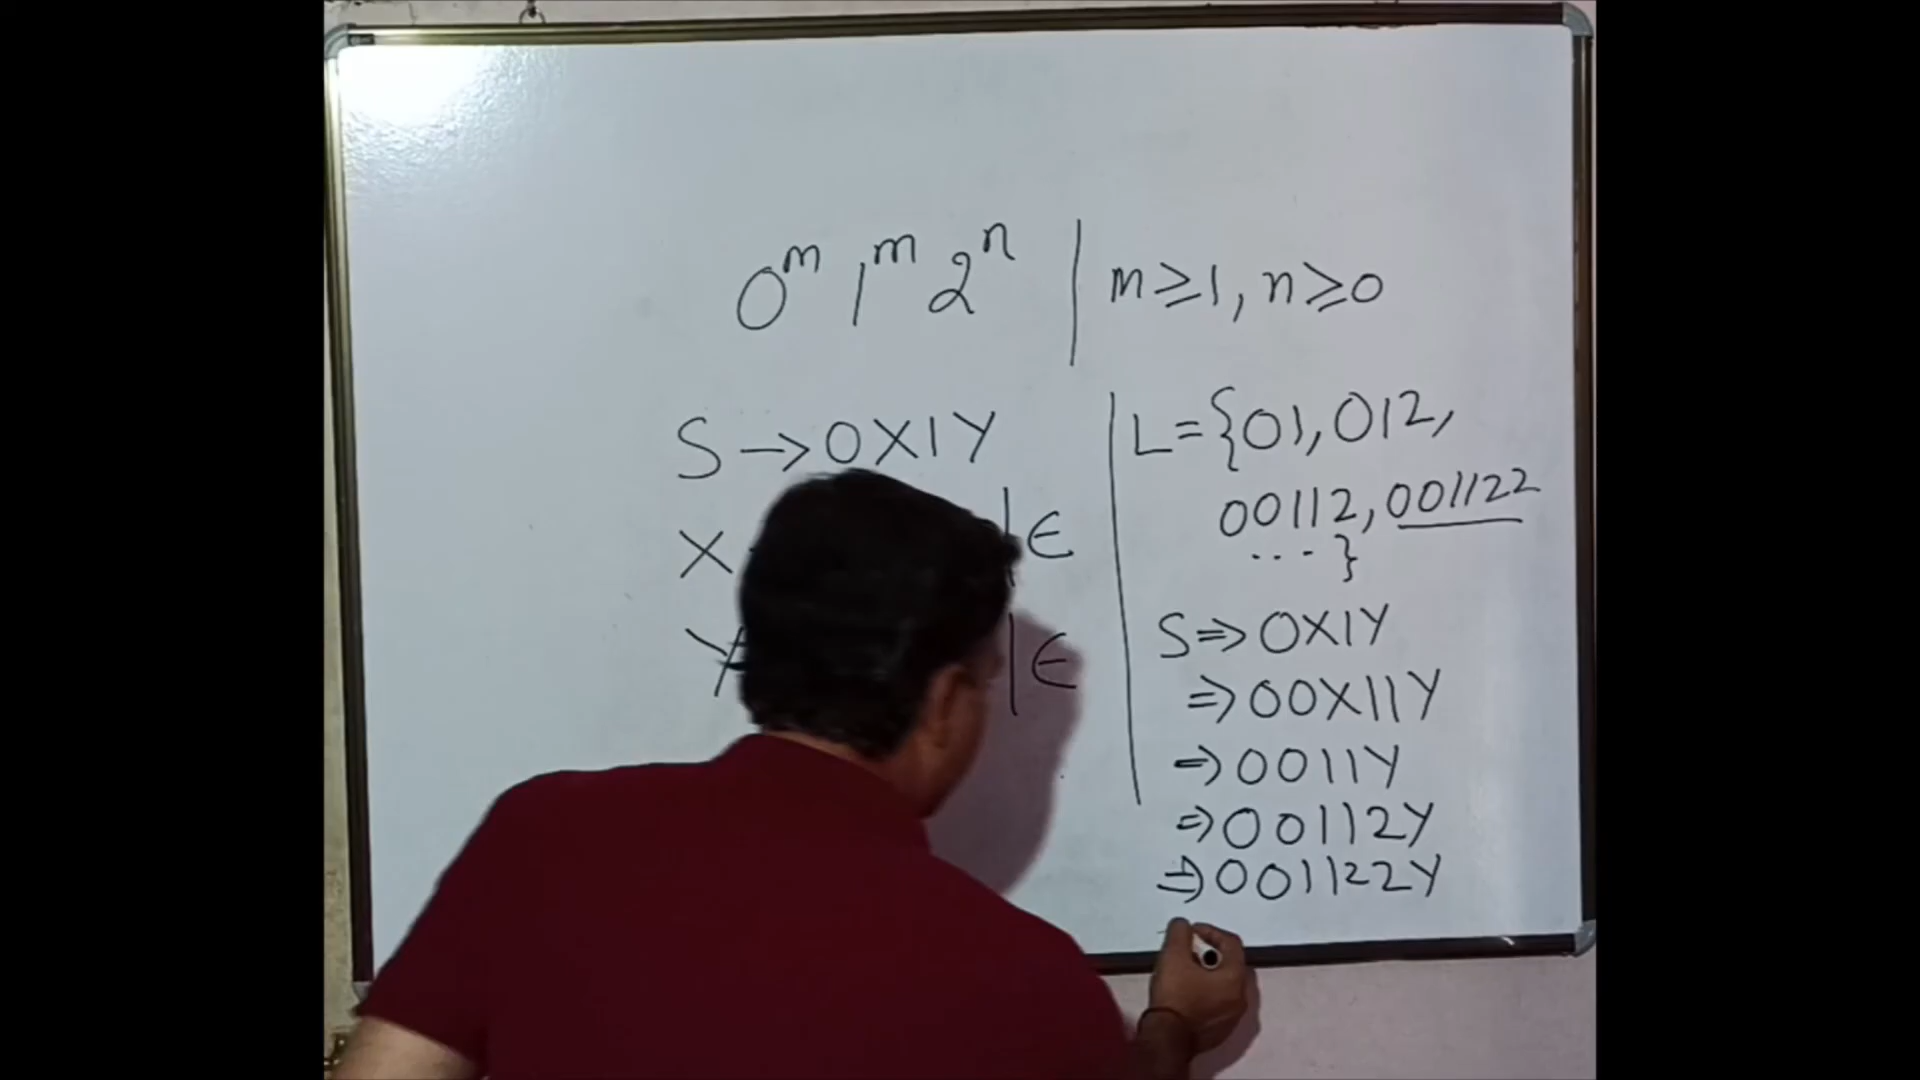 0^m 1^m 2^n | m≥1, n≥0
S → 0X1Y
X | ∈
Y | ∈
L = {01, 012,
00112, 001122
...}
S ⇒ 0X1Y
⇒ 00X11Y
⇒ 0011Y
⇒ 00112Y
⇒ 001122Y